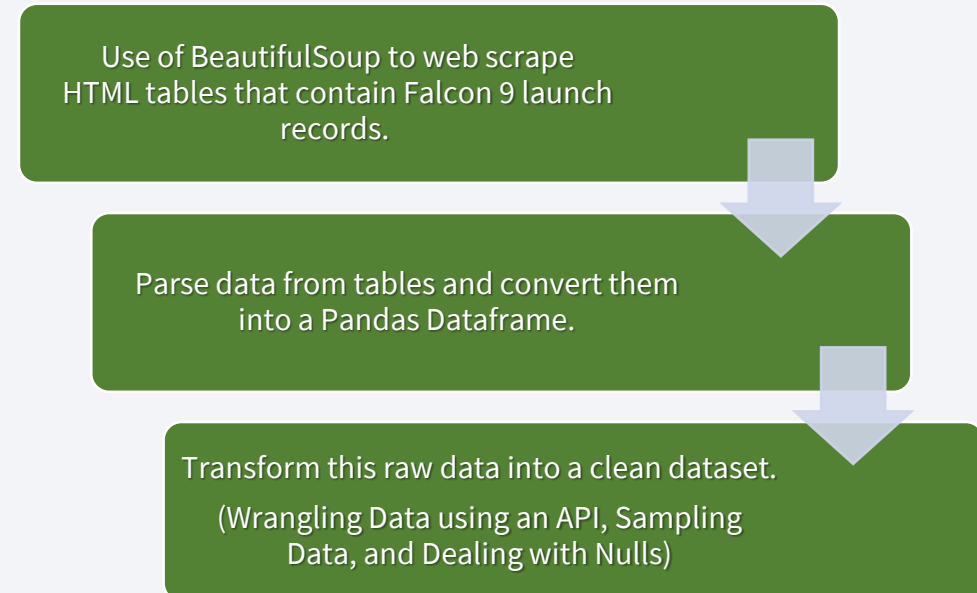 Use of BeautifulSoup to web scrape
HTML tables that contain Falcon 9 launch
records.
Parse data from tables and convert them
into a Pandas Dataframe.
Transform this raw data into a clean dataset.
(Wrangling Data using an API, Sampling
Data, and Dealing with Nulls)